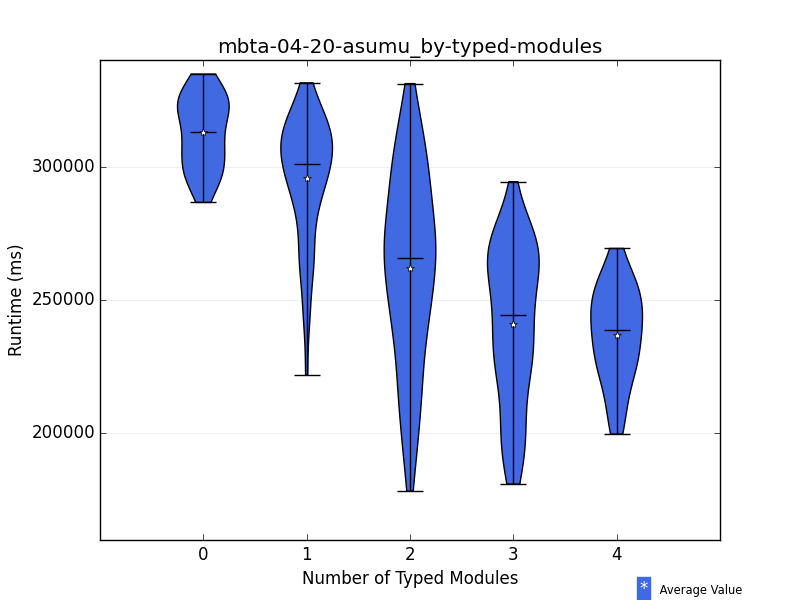 mbta-04-20-asumu_by-typed-modules
300000
250000
200000
Runtime (ms)
0 1 2 3 4
Number of Typed Modules
* Average Value